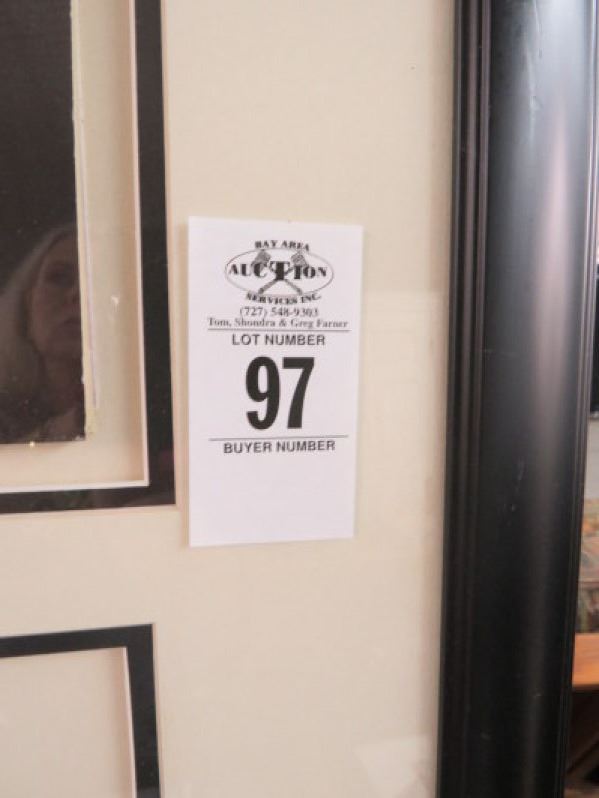 BAY AREA
AUCTION
SERVICES INC.
(727) 548-9303
Tom, Shondra & Greg Farner
LOT NUMBER
97
BUYER NUMBER